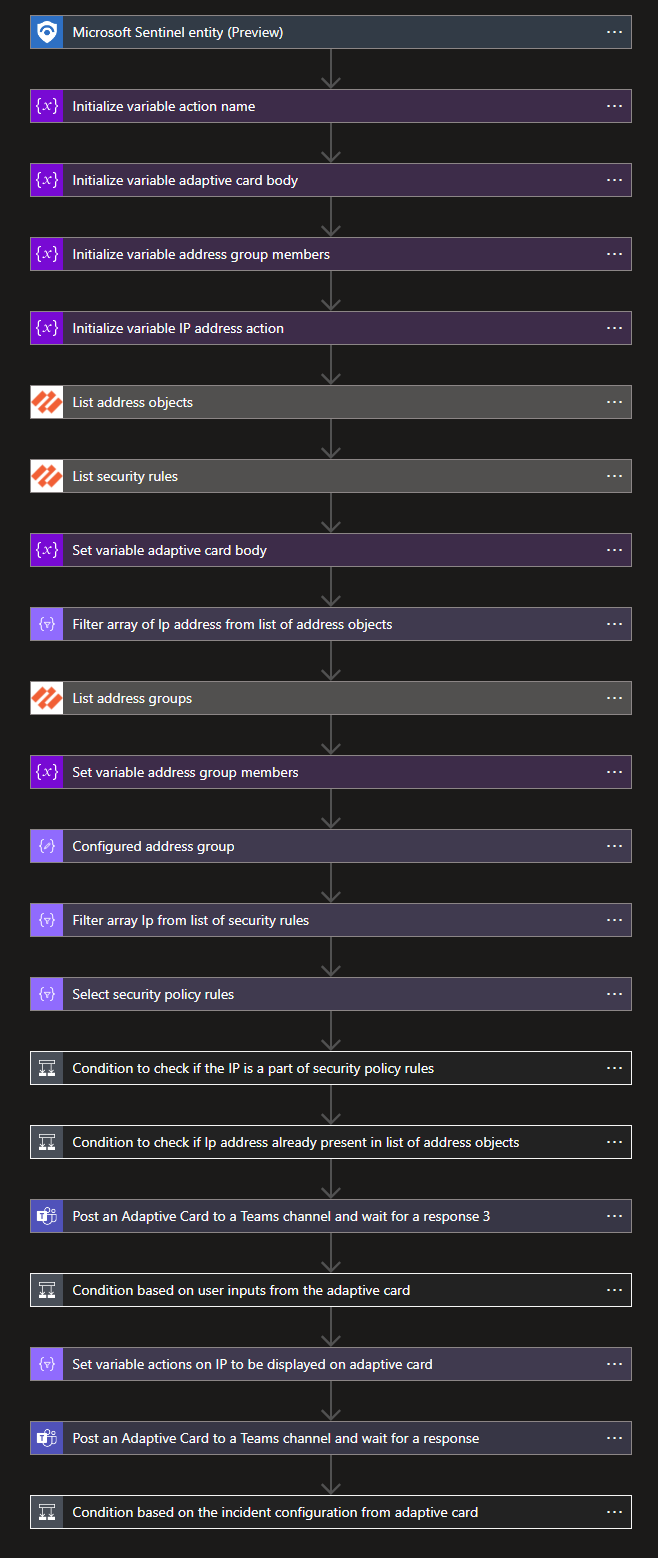 Microsoft Sentinel entity (Preview)
Initialize variable action name
Initialize variable adaptive card body
Initialize variable address group members
Initialize variable IP address action
List address objects
List security rules
Set variable adaptive card body
Filter array of Ip address from list of address objects
List address groups
Set variable address group members
Configured address group
Filter array Ip from list of security rules
Select security policy rules
Condition to check if the IP is a part of security policy rules
Condition to check if Ip address already present in list of address objects
Post an Adaptive Card to a Teams channel and wait for a response 3
Condition based on user inputs from the adaptive card
Set variable actions on IP to be displayed on adaptive card
Post an Adaptive Card to a Teams channel and wait for a response
Condition based on the incident configuration from adaptive card